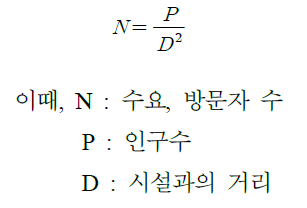 N = P / D²
이때, N : 수요, 방문자 수
P : 인구수
D : 시설과의 거리